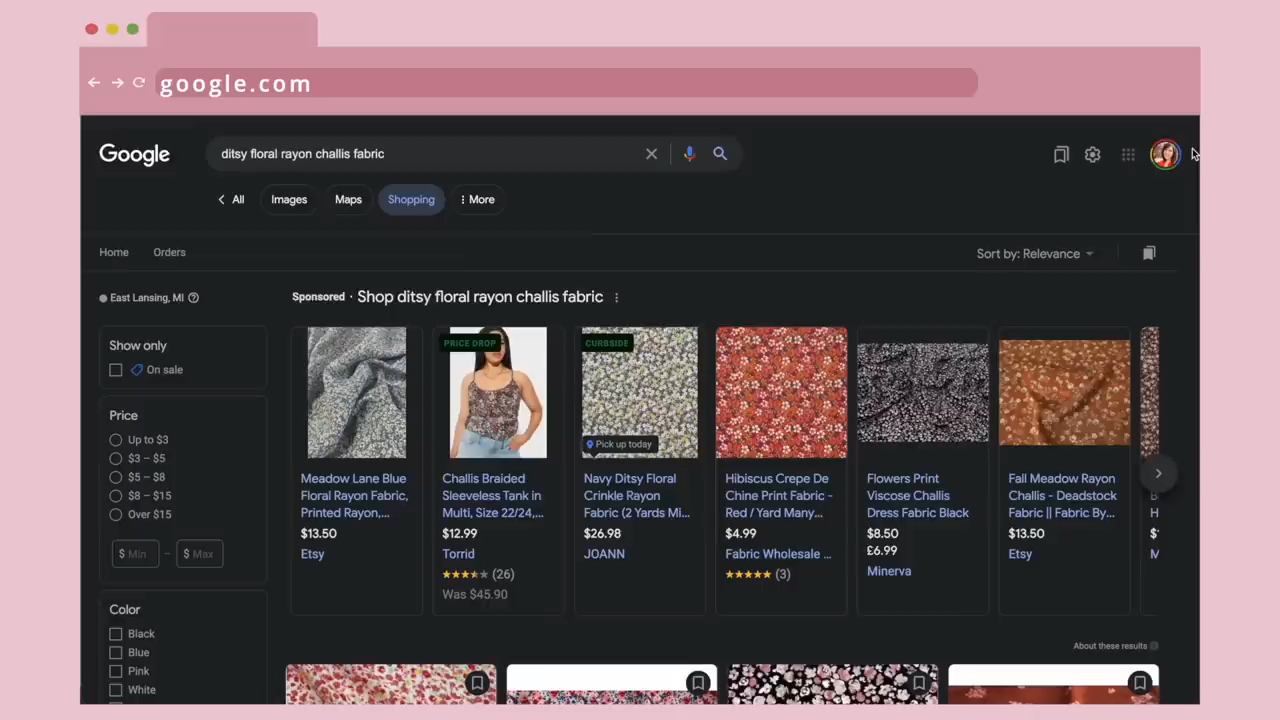 google.com
Google
ditsy floral rayon challis fabric
All
Images
Maps
Shopping
More
Home
Orders
Sort by: Relevance
East Lansing, MI
Sponsored · Shop ditsy floral rayon challis fabric
Show only
On sale
Price
Up to $3
$3 – $5
$5 – $8
$8 – $15
Over $15
$ Min – $ Max
Color
Black
Blue
Pink
White
Meadow Lane Blue
Floral Rayon Fabric,
Printed Rayon,...
$13.50
Etsy
PRICE DROP
Challis Braided
Sleeveless Tank in
Multi, Size 22/24,...
$12.99
Torrid
(26)
Was $45.90
CURBSIDE
Pick up today
Navy Ditsy Floral
Crinkle Rayon
Fabric (2 Yards Mi...
$26.98
JOANN
Hibiscus Crepe De
Chine Print Fabric -
Red / Yard Many...
$4.99
Fabric Wholesale ...
(3)
Flowers Print
Viscose Challis
Dress Fabric Black
$8.50
£6.99
Minerva
Fall Meadow Rayon
Challis - Deadstock
Fabric || Fabric By...
$13.50
Etsy
About these results